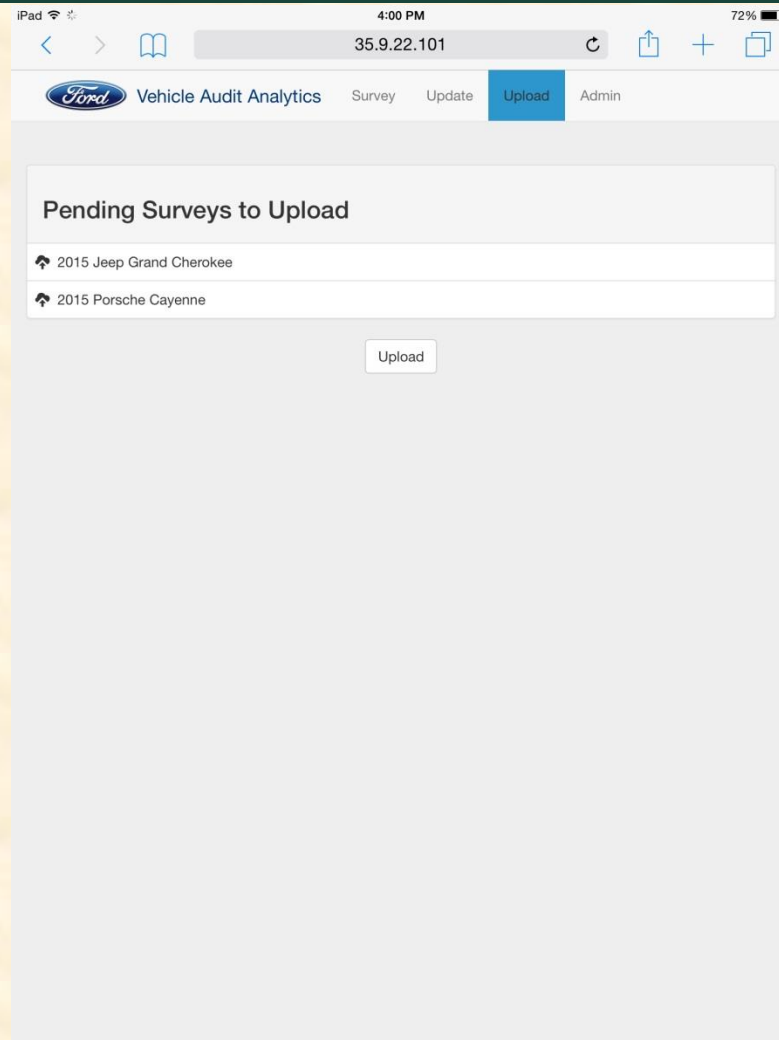 iPad 4:00 PM 72%
35.9.22.101
Ford Vehicle Audit Analytics Survey Update Upload Admin
Pending Surveys to Upload
2015 Jeep Grand Cherokee
2015 Porsche Cayenne
Upload